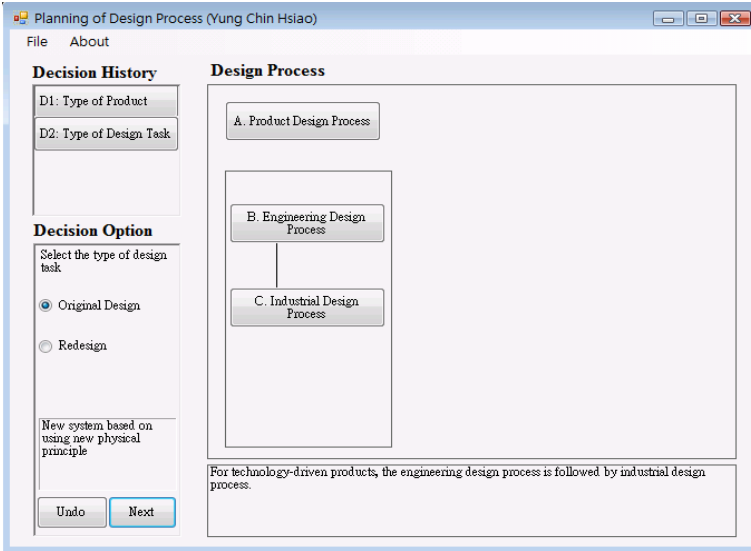 Planning of Design Process (Yung Chin Hsiao)
File About
Decision History
D1: Type of Product
D2: Type of Design Task
Decision Option
Select the type of design
task
Original Design
Redesign
New system based on
using new physical
principle
Undo Next
Design Process
A. Product Design Process
B. Engineering Design
Process
C. Industrial Design
Process
For technology-driven products, the engineering design process is followed by industrial design
process.